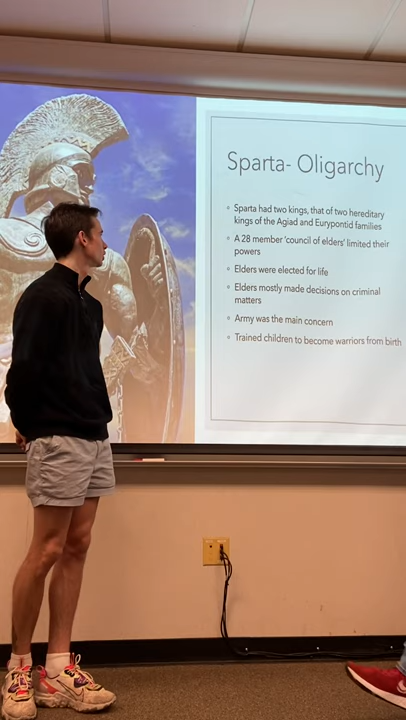 Sparta- Oligarchy
Sparta had two kings, that of two hereditary
kings of the Agiad and Eurypontid families
A 28 member 'council of elders' limited their
powers
Elders were elected for life
Elders mostly made decisions on criminal
matters
Army was the main concern
Trained children to become warriors from birth